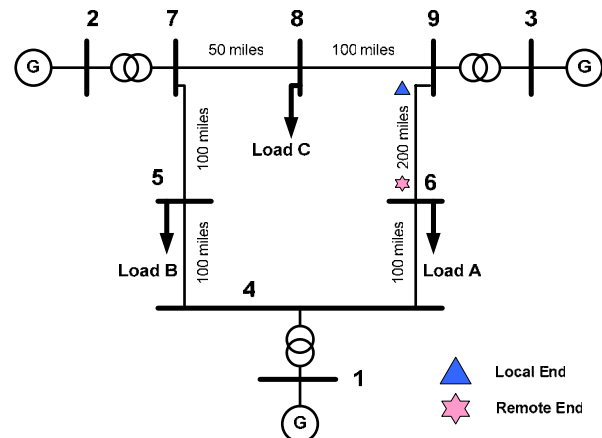 2
7
8
9
3
50 miles
100 miles
G
G
Load C
100 miles
200 miles
5
6
Load B
Load A
100 miles
100 miles
4
1
G
Local End
Remote End